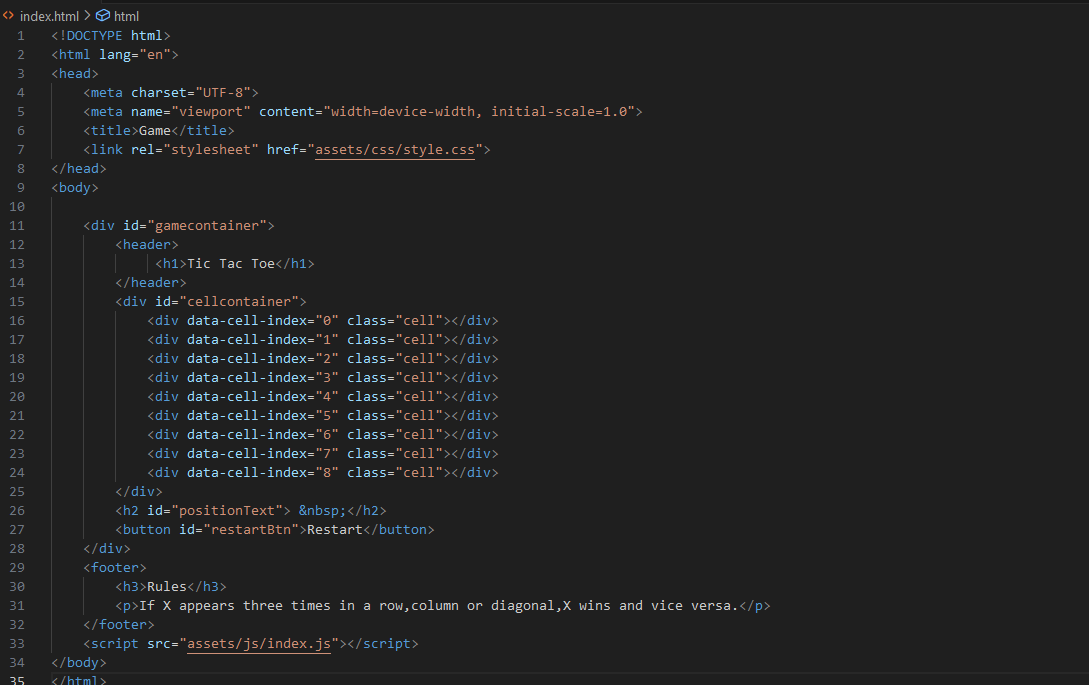 index.html > html
1 <!DOCTYPE html>
2 <html lang="en">
3 <head>
4     <meta charset="UTF-8">
5     <meta name="viewport" content="width=device-width, initial-scale=1.0">
6     <title>Game</title>
7     <link rel="stylesheet" href="assets/css/style.css">
8 </head>
9 <body>
10
11     <div id="gamecontainer">
12         <header>
13              <h1>Tic Tac Toe</h1>
14         </header>
15         <div id="cellcontainer">
16             <div data-cell-index="0" class="cell"></div>
17             <div data-cell-index="1" class="cell"></div>
18             <div data-cell-index="2" class="cell"></div>
19             <div data-cell-index="3" class="cell"></div>
20             <div data-cell-index="4" class="cell"></div>
21             <div data-cell-index="5" class="cell"></div>
22             <div data-cell-index="6" class="cell"></div>
23             <div data-cell-index="7" class="cell"></div>
24             <div data-cell-index="8" class="cell"></div>
25         </div>
26         <h2 id="positionText"> &nbsp;</h2>
27         <button id="restartBtn">Restart</button>
28     </div>
29     <footer>
30         <h3>Rules</h3>
31         <p>If X appears three times in a row,column or diagonal,X wins and vice versa.</p>
32     </footer>
33     <script src="assets/js/index.js"></script>
34 </body>
35 </html>